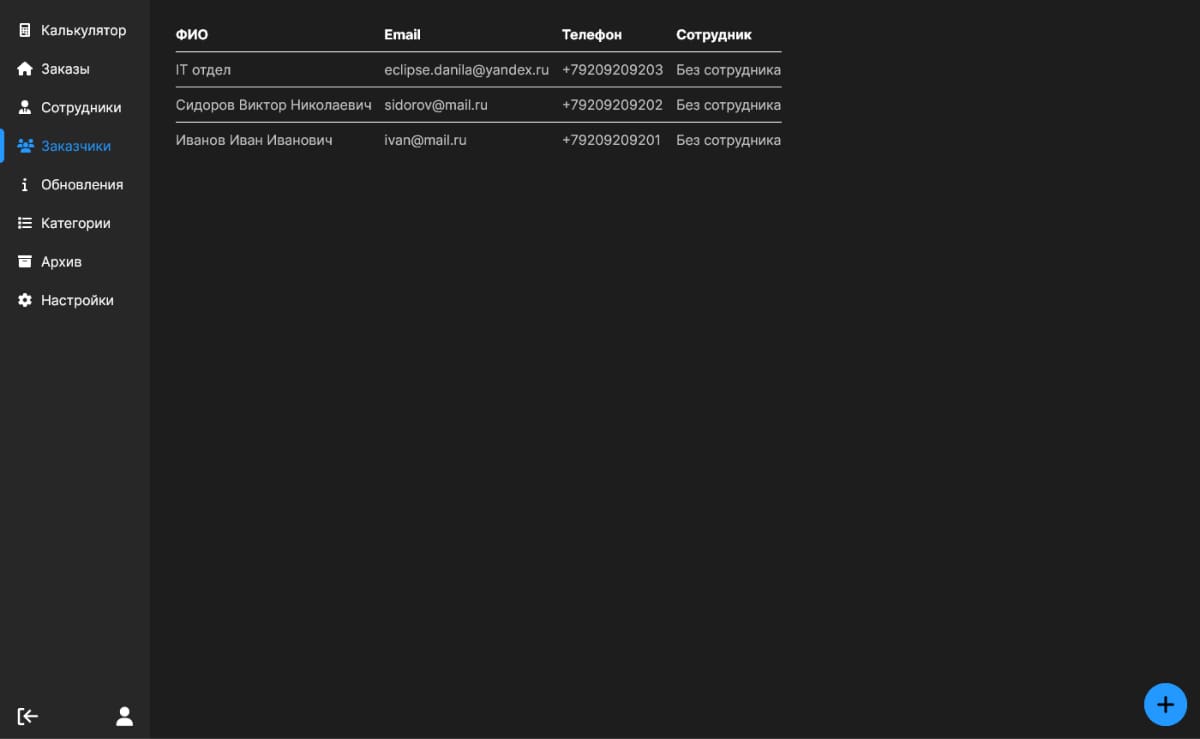 Калькулятор
Заказы
Сотрудники
Заказчики
Обновления
Категории
Архив
Настройки
ФИО Email Телефон Сотрудник
IT отдел eclipse.danila@yandex.ru +79209209203 Без сотрудника
Сидоров Виктор Николаевич sidorov@mail.ru +79209209202 Без сотрудника
Иванов Иван Иванович ivan@mail.ru +79209209201 Без сотрудника